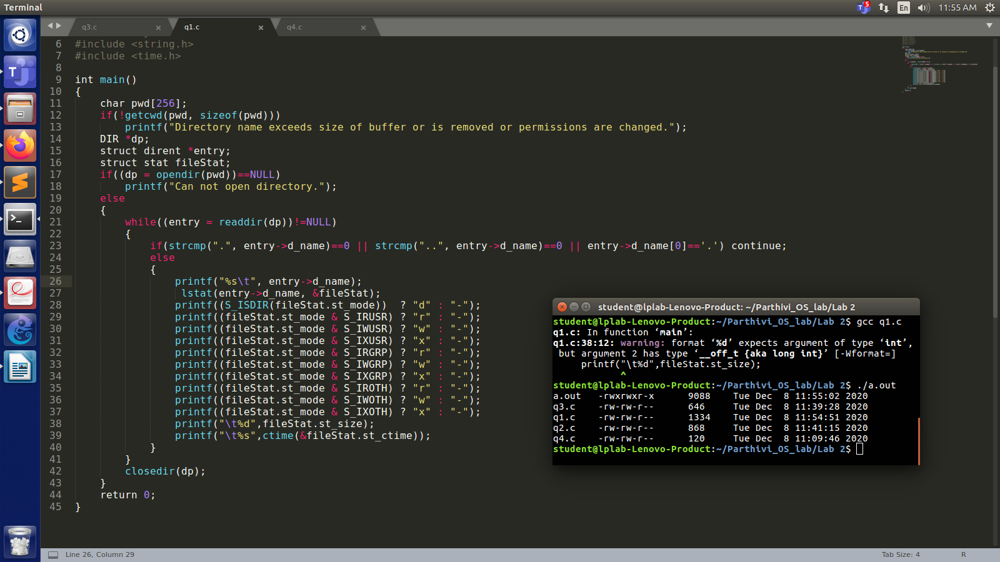 Terminal
5
T
En
11:55 AM
q3.c × q1.c × q4.c ×
6 #include <string.h>
7 #include <time.h>
8
9 int main()
10 {
11 char pwd[256];
12 if(!getcwd(pwd, sizeof(pwd)))
13 printf("Directory name exceeds size of buffer or is removed or permissions are changed.");
14 DIR *dp;
15 struct dirent *entry;
16 struct stat fileStat;
17 if((dp = opendir(pwd))==NULL)
18 printf("Can not open directory.");
19 else
20 {
21 while((entry = readdir(dp))!=NULL)
22 {
23 if(strcmp(".", entry->d_name)==0 || strcmp("..", entry->d_name)==0 || entry->d_name[0]=='.') continue;
24 else
25 {
26 printf("%s\t", entry->d_name);
27 lstat(entry->d_name, &fileStat);
28 printf((S_ISDIR(fileStat.st_mode)) ? "d" : "-");
29 printf((fileStat.st_mode & S_IRUSR) ? "r" : "-");
30 printf((fileStat.st_mode & S_IWUSR) ? "w" : "-");
31 printf((fileStat.st_mode & S_IXUSR) ? "x" : "-");
32 printf((fileStat.st_mode & S_IRGRP) ? "r" : "-");
33 printf((fileStat.st_mode & S_IWGRP) ? "w" : "-");
34 printf((fileStat.st_mode & S_IXGRP) ? "x" : "-");
35 printf((fileStat.st_mode & S_IROTH) ? "r" : "-");
36 printf((fileStat.st_mode & S_IWOTH) ? "w" : "-");
37 printf((fileStat.st_mode & S_IXOTH) ? "x" : "-");
38 printf("\t%d",fileStat.st_size);
39 printf("\t%s",ctime(&fileStat.st_ctime));
40 }
41 }
42 closedir(dp);
43 }
44 return 0;
45 }
student@lplab-Lenovo-Product: ~/Parthivi_OS_lab/Lab 2
student@lplab-Lenovo-Product:~/Parthivi_OS_lab/Lab 2$ gcc q1.c
q1.c: In function ‘main’:
q1.c:38:12: warning: format ‘%d’ expects argument of type ‘int’,
but argument 2 has type ‘__off_t {aka long int}’ [-Wformat=]
printf("\t%d",fileStat.st_size);
^
student@lplab-Lenovo-Product:~/Parthivi_OS_lab/Lab 2$ ./a.out
a.out -rwxrwxr-x 9088 Tue Dec 8 11:55:02 2020
q3.c -rw-rw-r-- 646 Tue Dec 8 11:39:28 2020
q1.c -rw-rw-r-- 1334 Tue Dec 8 11:54:51 2020
q2.c -rw-rw-r-- 868 Tue Dec 8 11:41:15 2020
q4.c -rw-rw-r-- 120 Tue Dec 8 11:09:46 2020
student@lplab-Lenovo-Product:~/Parthivi_OS_lab/Lab 2$
Line 26, Column 29
Tab Size: 4
R